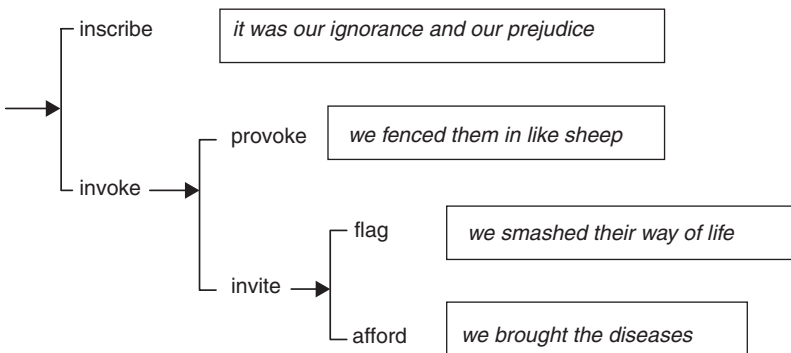 inscribe it was our ignorance and our prejudice
provoke we fenced them in like sheep
invoke
flag we smashed their way of life
invite
afford we brought the diseases